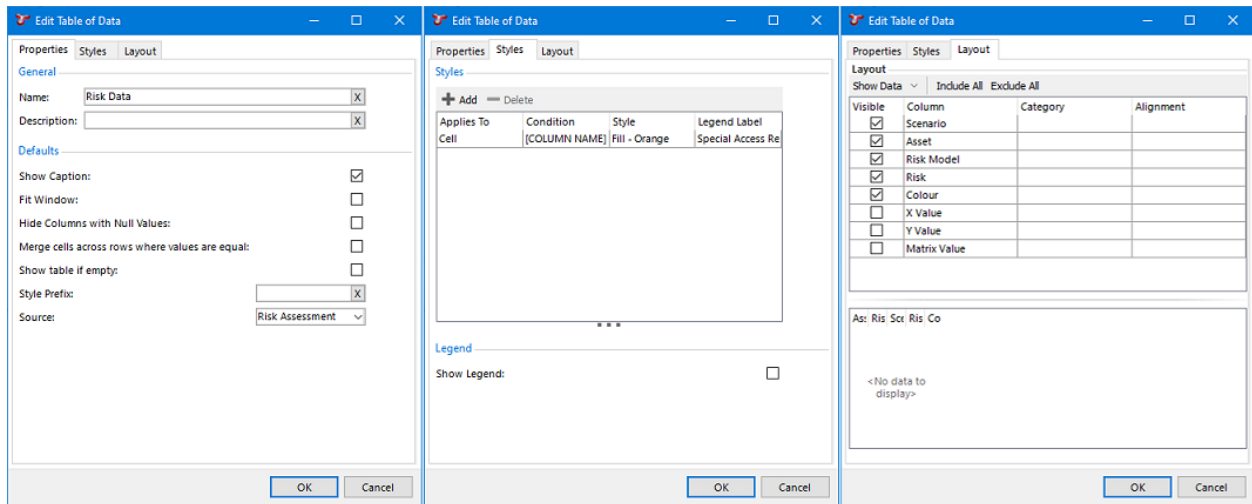 Edit Table of Data
Properties Styles Layout
General
Name: Risk Data X
Description: X
Defaults
Show Caption:
Fit Window:
Hide Columns with Null Values:
Merge cells across rows where values are equal:
Show table if empty:
Style Prefix: X
Source: Risk Assessment
OK Cancel
Edit Table of Data
Properties Styles Layout
Styles
Add Delete
Applies To Condition Style Legend Label
Cell [COLUMN NAME] Fill - Orange Special Access Re
Legend
Show Legend:
OK Cancel
Edit Table of Data
Properties Styles Layout
Layout
Show Data Include All Exclude All
Visible Column Category Alignment
Scenario
Asset
Risk Model
Risk
Colour
X Value
Y Value
Matrix Value
As: Ris Sce Ris Co
<No data to
display>
OK Cancel